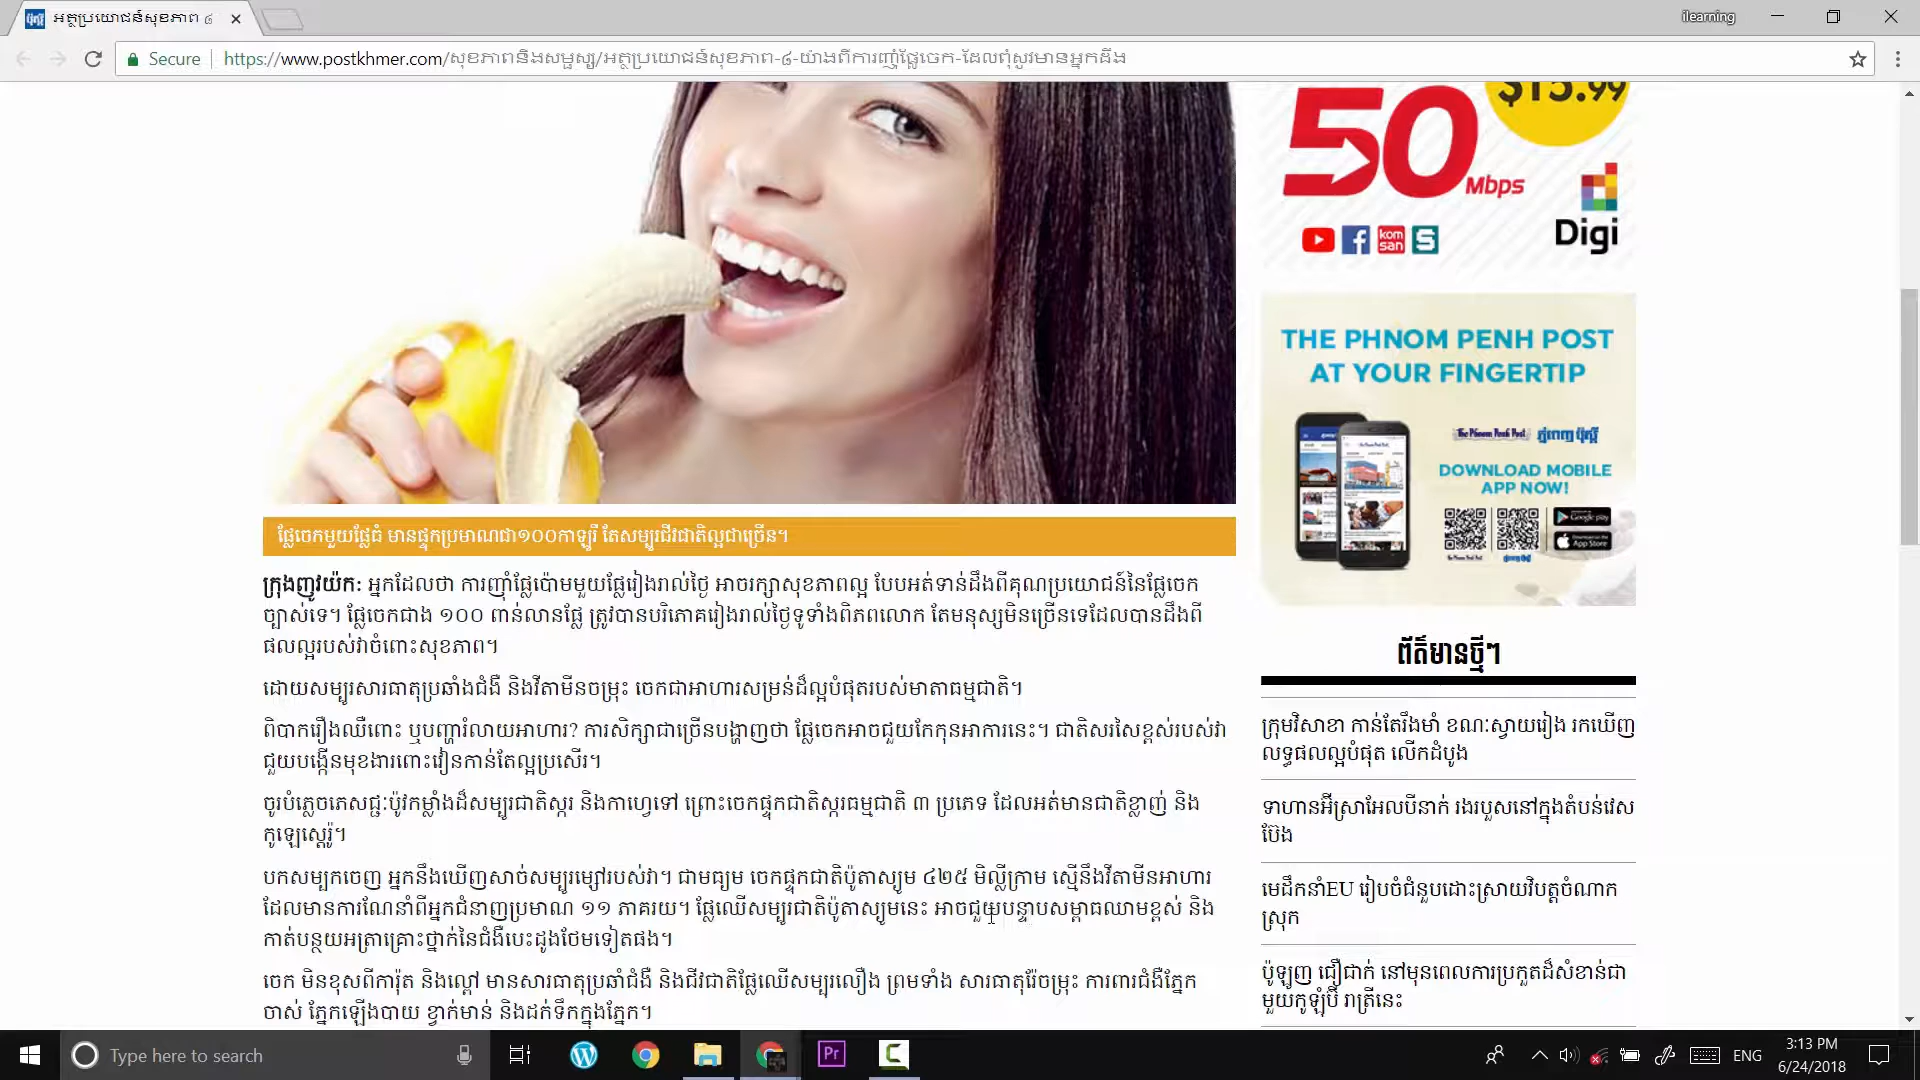 អត្ថប្រយោជន៍សុខភាព ៨
ilearning
Secure
https://www.postkhmer.com/សុខភាពនិងសម្ផស្ស/អត្ថប្រយោជន៍សុខភាព-៨-យ៉ាងពីការញ៉ាំផ្លែចេក-ដែលពុំសូវមានអ្នកដឹង
$15.99
50 Mbps
kom san
Digi
THE PHNOM PENH POST
AT YOUR FINGERTIP
The Phnom Penh Post ភ្នំពេញ ប៉ុស្តិ៍
DOWNLOAD MOBILE
APP NOW!
Google play
App Store
ផ្លែចេកមួយផ្លែធំ មានផ្ទុកប្រមាណជា១០០កាឡូរី តែសម្បូរជីវជាតិល្អជាច្រើន។
ក្រុងញូវយ៉ក: អ្នកដែលថា ការញ៉ាំផ្លែប៉ោមមួយផ្លែរៀងរាល់ថ្ងៃ អាចរក្សាសុខភាពល្អ បែបអត់ទាន់ដឹងពីគុណប្រយោជន៍នៃផ្លែចេក
ច្បាស់ទេ។ ផ្លែចេកជាង ១០០ ពាន់លានផ្លែ ត្រូវបានបរិភោគរៀងរាល់ថ្ងៃទូទាំងពិភពលោក តែមនុស្សមិនច្រើនទេដែលបានដឹងពី
ផលល្អរបស់វាចំពោះសុខភាព។
ដោយសម្បូរសារធាតុប្រឆាំងជំងឺ និងវីតាមីនចម្រុះ ចេកជាអាហារសម្រន់ដ៏ល្អបំផុតរបស់មាតាធម្មជាតិ។
ពិបាករឿងឈឺពោះ ឬបញ្ហារំលាយអាហារ? ការសិក្សាជាច្រើនបង្ហាញថា ផ្លែចេកអាចជួយកែកុនអាការនេះ។ ជាតិសរសៃខ្ពស់របស់វា
ជួយបង្កើនមុខងារពោះវៀនកាន់តែល្អប្រសើរ។
ចូរបំភ្លេចភេសជ្ជៈប៉ូវកម្លាំងដ៏សម្បូរជាតិស្ករ និងកាហ្វេទៅ ព្រោះចេកផ្ទុកជាតិស្ករធម្មជាតិ ៣ ប្រភេទ ដែលអត់មានជាតិខ្លាញ់ និង
កូឡេស្តេរ៉ូ។
បកសម្បកចេញ អ្នកនឹងឃើញសាច់សម្បុរម្សៅរបស់វា។ ជាមធ្យម ចេកផ្ទុកជាតិប៉ូតាស្យូម ៤២៥ មិល្លីក្រាម ស្មើនឹងវីតាមីនអាហារ
ដែលមានការណែនាំពីអ្នកជំនាញប្រមាណ ១១ ភាគរយ។ ផ្លែឈើសម្បូរជាតិប៉ូតាស្យូមនេះ អាចជួយបន្ទាបសម្ពាធឈាមខ្ពស់ និង
កាត់បន្ថយអត្រាគ្រោះថ្នាក់នៃជំងឺបេះដូងថែមទៀតផង។
ចេក មិនខុសពីការ៉ុត និងល្ពៅ មានសារធាតុប្រឆាំជំងឺ និងជីវជាតិផ្លែឈើសម្បុរលឿង ព្រមទាំង សារធាតុរ៉ែចម្រុះ ការពារជំងឺភ្នែក
ចាស់ ភ្នែកឡើងបាយ ខ្វាក់មាន់ និងដក់ទឹកក្នុងភ្នែក។
ព័ត៌មានថ្មីៗ
ក្រុមវិសាខា កាន់តែរឹងមាំ ខណៈស្វាយរៀង រកឃើញ
លទ្ធផលល្អបំផុត លើកដំបូង
ទាហានអ៊ីស្រាអែលបីនាក់ រងរបួសនៅក្នុងតំបន់វេស
ប៊ែង
មេដឹកនាំEU រៀបចំជំនួបដោះស្រាយវិបត្តចំណាក
ស្រុក
ប៉ូឡូញ ជឿជាក់ នៅមុនពេលការប្រកួតដ៏សំខាន់ជា
មួយកូឡុំប៊ី រាត្រីនេះ
Type here to search
Pr
ENG
3:13 PM
6/24/2018